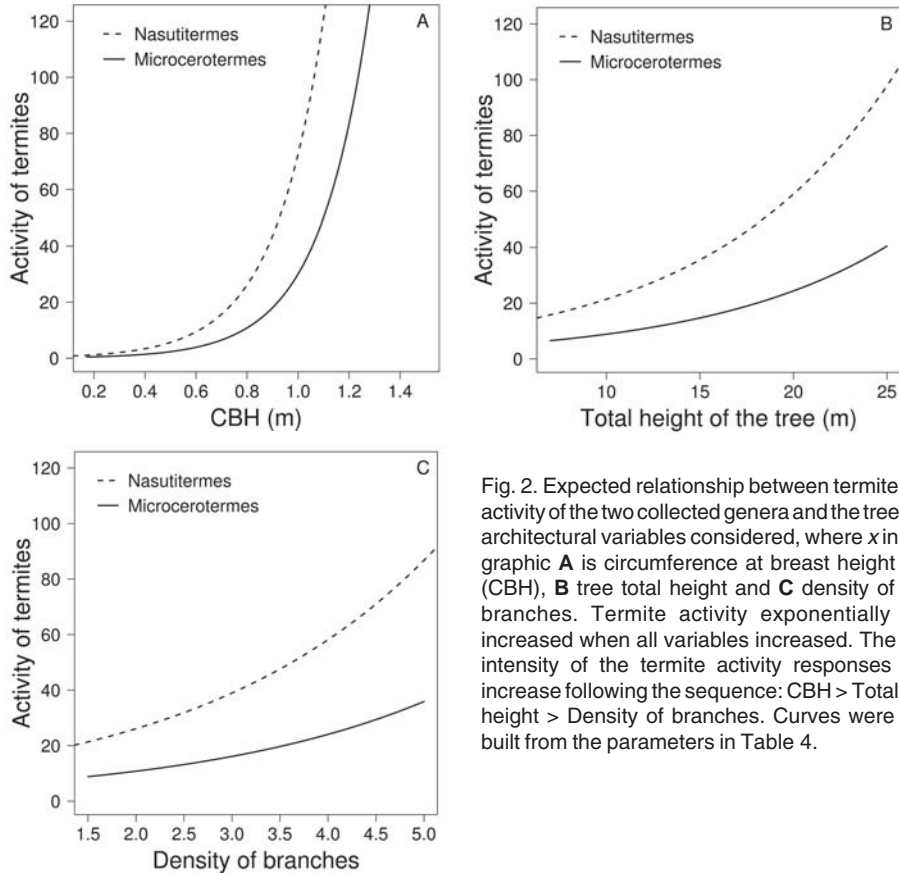 A
Nasutitermes
Microcerotermes
Activity of termites
120
100
80
60
40
20
0
0.2 0.4 0.6 0.8 1.0 1.2 1.4
CBH (m)
B
Nasutitermes
Microcerotermes
Activity of termites
120
100
80
60
40
20
0
10 15 20 25
Total height of the tree (m)
C
Nasutitermes
Microcerotermes
Activity of termites
120
100
80
60
40
20
0
1.5 2.0 2.5 3.0 3.5 4.0 4.5 5.0
Density of branches
Fig. 2. Expected relationship between termite
activity of the two collected genera and the tree
architectural variables considered, where x in
graphic A is circumference at breast height
(CBH), B tree total height and C density of
branches. Termite activity exponentially
increased when all variables increased. The
intensity of the termite activity responses
increase following the sequence: CBH > Total
height > Density of branches. Curves were
built from the parameters in Table 4.